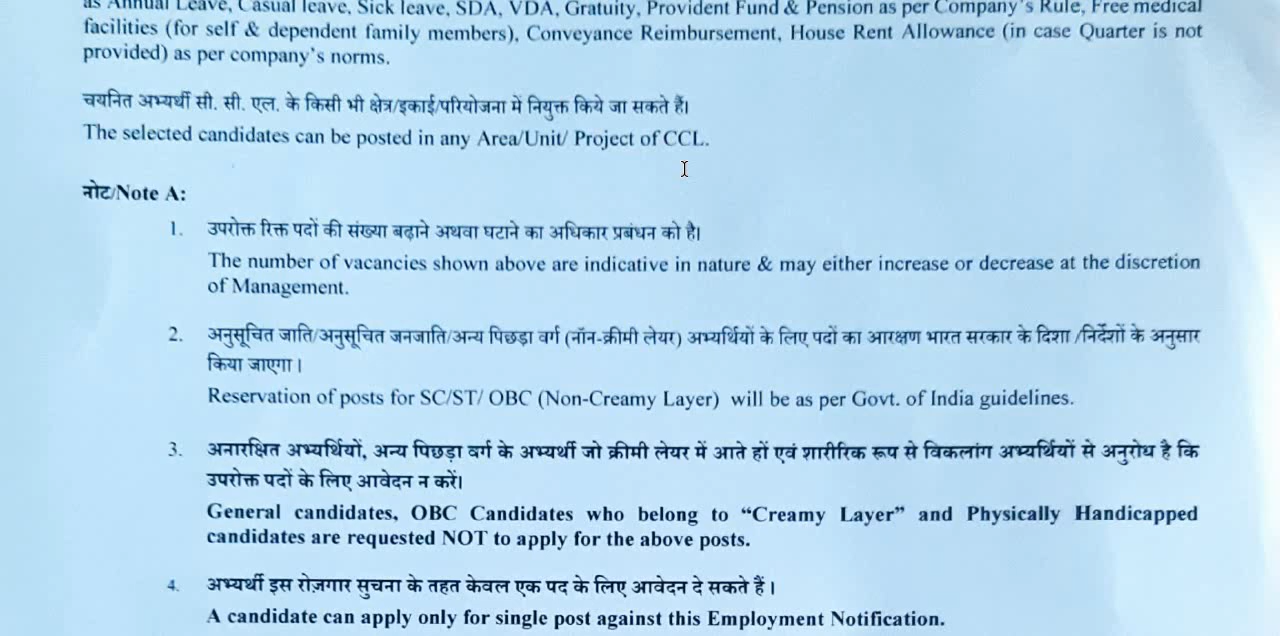 as Annual Leave, Casual leave, Sick leave, SDA, VDA, Gratuity, Provident Fund & Pension as per Company's Rule, Free medical
facilities (for self & dependent family members), Conveyance Reimbursement, House Rent Allowance (in case Quarter is not
provided) as per company's norms.
चयनित अभ्यर्थी सी. सी. एल. के किसी भी क्षेत्र/इकाई/परियोजना में नियुक्त किये जा सकते हैं।
The selected candidates can be posted in any Area/Unit/ Project of CCL.
नोट/Note A:
1. उपरोक्त रिक्त पदों की संख्या बढ़ाने अथवा घटाने का अधिकार प्रबंधन को है।
The number of vacancies shown above are indicative in nature & may either increase or decrease at the discretion
of Management.
2. अनुसूचित जाति/अनुसूचित जनजाति/अन्य पिछड़ा वर्ग (नॉन-क्रीमी लेयर) अभ्यर्थियों के लिए पदों का आरक्षण भारत सरकार के दिशा /निर्देशों के अनुसार
किया जाएगा।
Reservation of posts for SC/ST/ OBC (Non-Creamy Layer) will be as per Govt. of India guidelines.
3. अनारक्षित अभ्यर्थियों, अन्य पिछड़ा वर्ग के अभ्यर्थी जो क्रीमी लेयर में आते हों एवं शारीरिक रूप से विकलांग अभ्यर्थियों से अनुरोध है कि
उपरोक्त पदों के लिए आवेदन न करें।
General candidates, OBC Candidates who belong to “Creamy Layer” and Physically Handicapped
candidates are requested NOT to apply for the above posts.
4. अभ्यर्थी इस रोज़गार सुचना के तहत केवल एक पद के लिए आवेदन दे सकते हैं।
A candidate can apply only for single post against this Employment Notification.